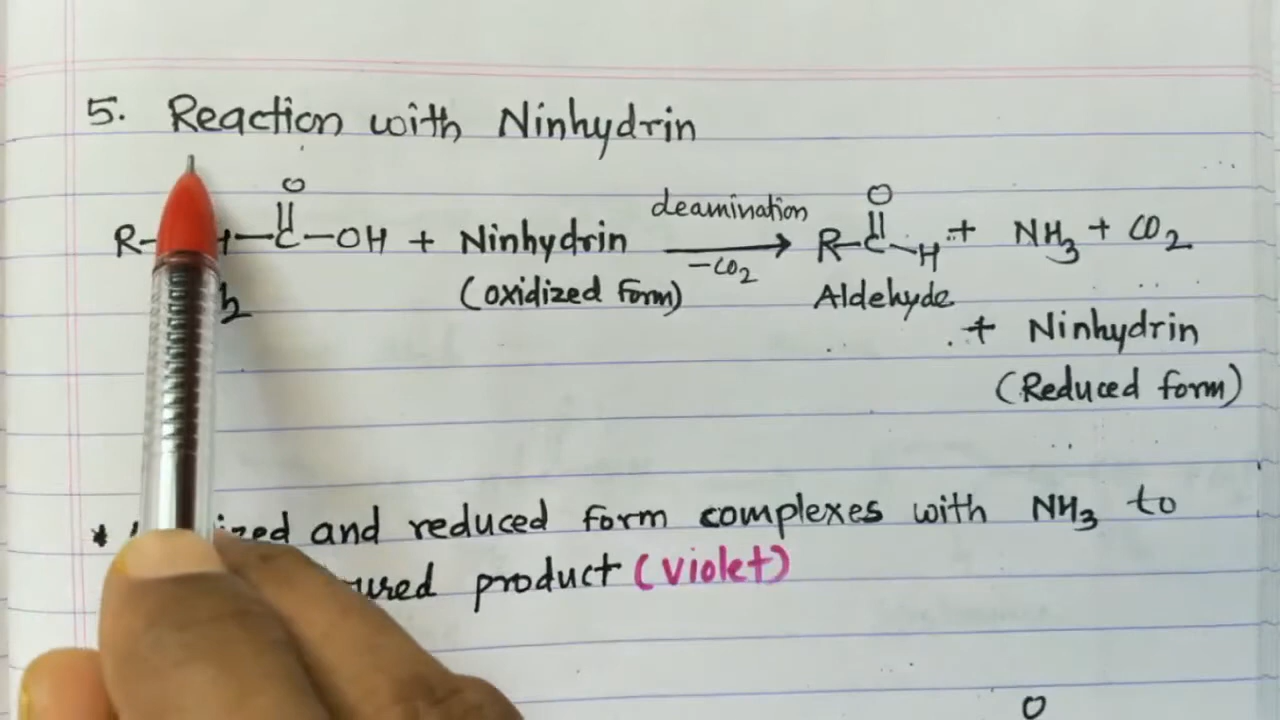 5. Reaction with Ninhydrin
O
R- -C-OH + Ninhydrin deamination -CO2 → R-C-H + NH3 + CO2
O
(oxidized form) Aldehyde
+ Ninhydrin
(Reduced form)
* and reduced form complexes with NH3 to
product (violet)
O